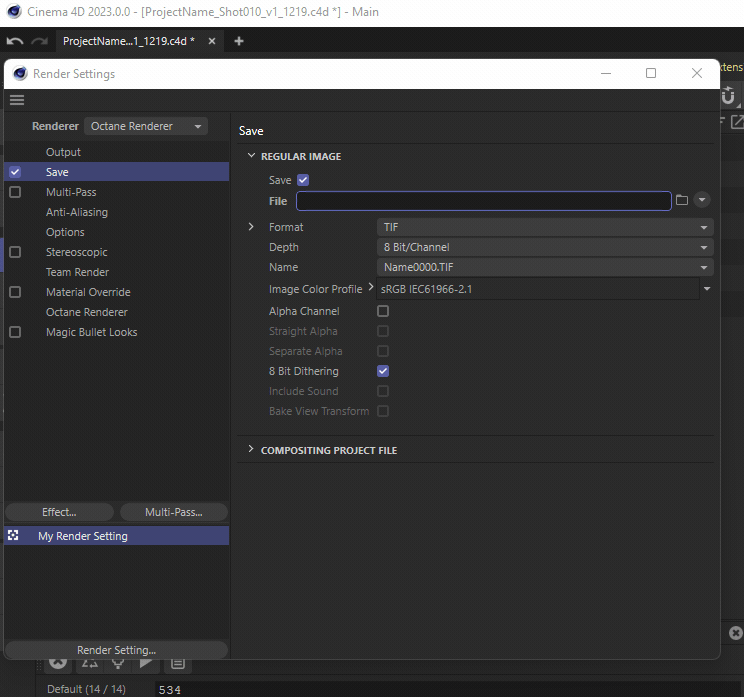 Cinema 4D 2023.0.0 - [ProjectName_Shot010_v1_1219.c4d *] - Main
ProjectName...1_1219.c4d *
Render Settings
Renderer Octane Renderer
Output
Save
Multi-Pass
Anti-Aliasing
Options
Stereoscopic
Team Render
Material Override
Octane Renderer
Magic Bullet Looks
Effect... Multi-Pass...
My Render Setting
Render Setting...
Save
REGULAR IMAGE
Save
File
Format TIF
Depth 8 Bit/Channel
Name Name0000.TIF
Image Color Profile sRGB IEC61966-2.1
Alpha Channel
Straight Alpha
Separate Alpha
8 Bit Dithering
Include Sound
Bake View Transform
COMPOSITING PROJECT FILE
xtens
Default (14 / 14) 534